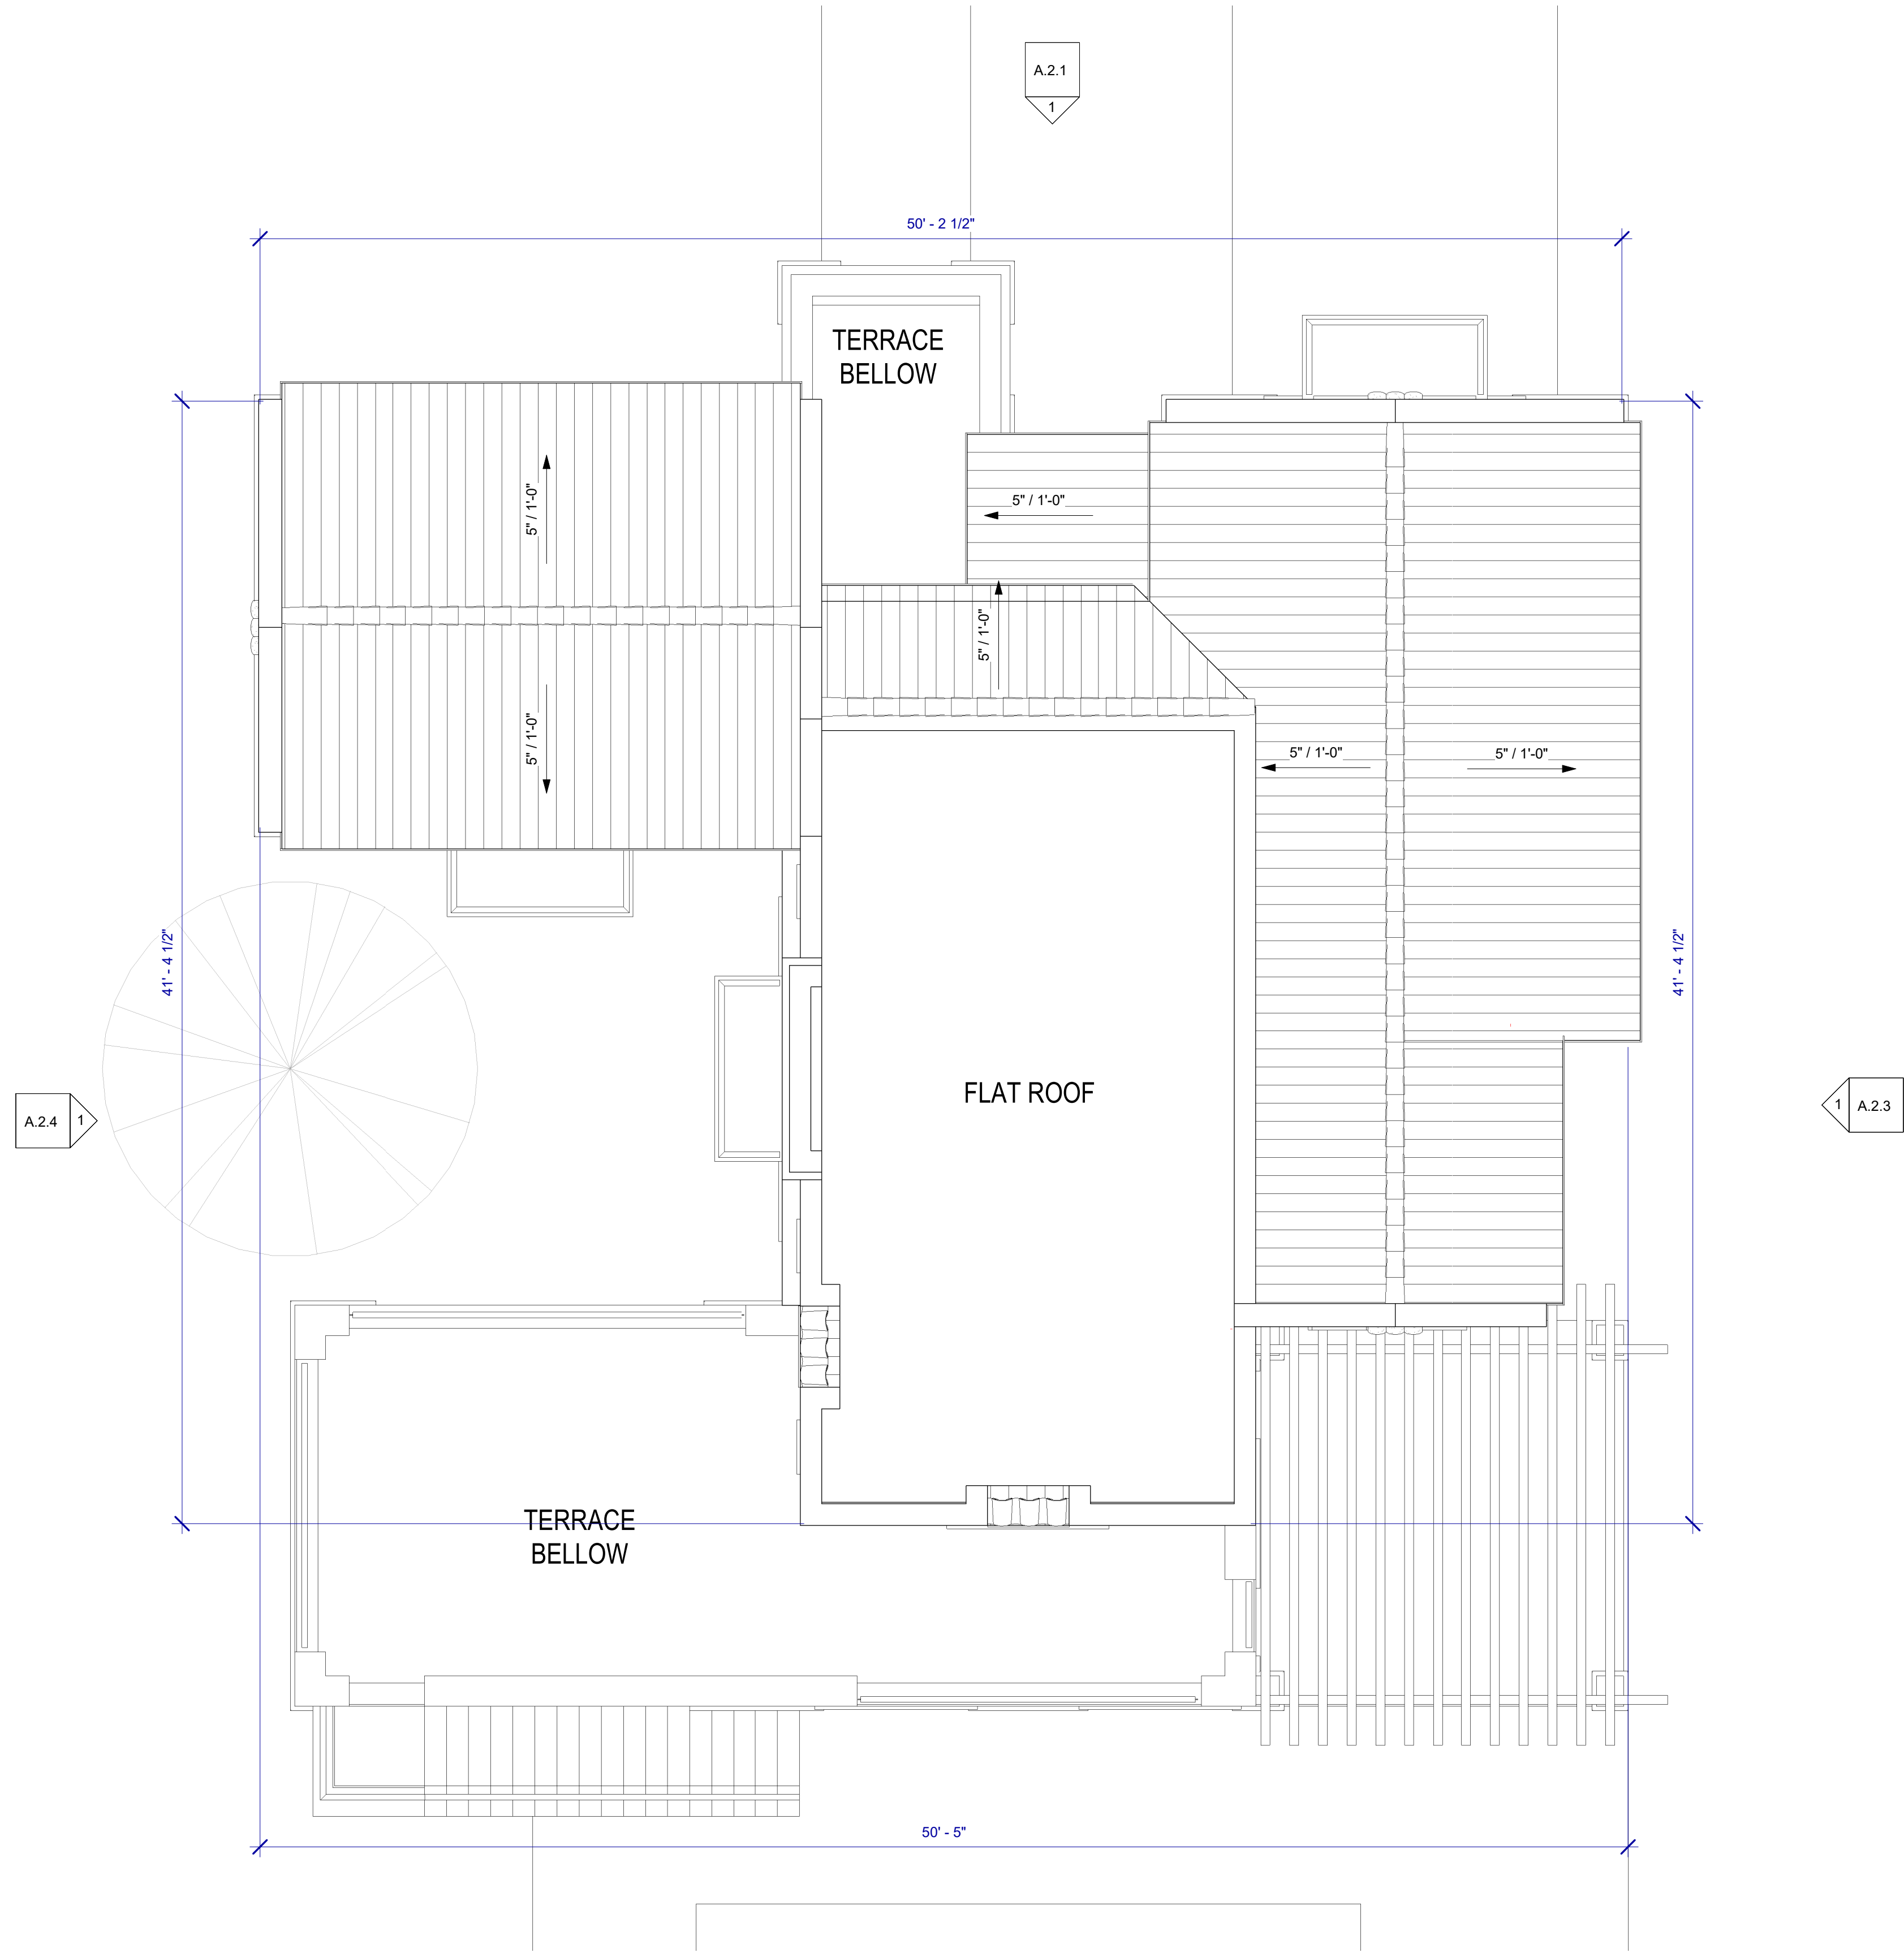 A.2.1
1
50' - 2 1/2"
TERRACE
BELLOW
5" / 1'-0"
5" / 1'-0"
5" / 1'-0"
5" / 1'-0"
5" / 1'-0"
5" / 1'-0"
41' - 4 1/2"
41' - 4 1/2"
FLAT ROOF
A.2.4
1
1
A.2.3
TERRACE
BELLOW
50' - 5"